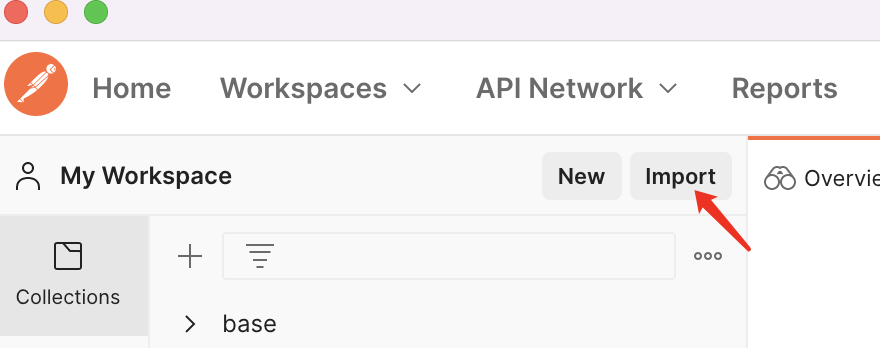 Home Workspaces API Network Reports
My Workspace New Import Overvie
Collections
base